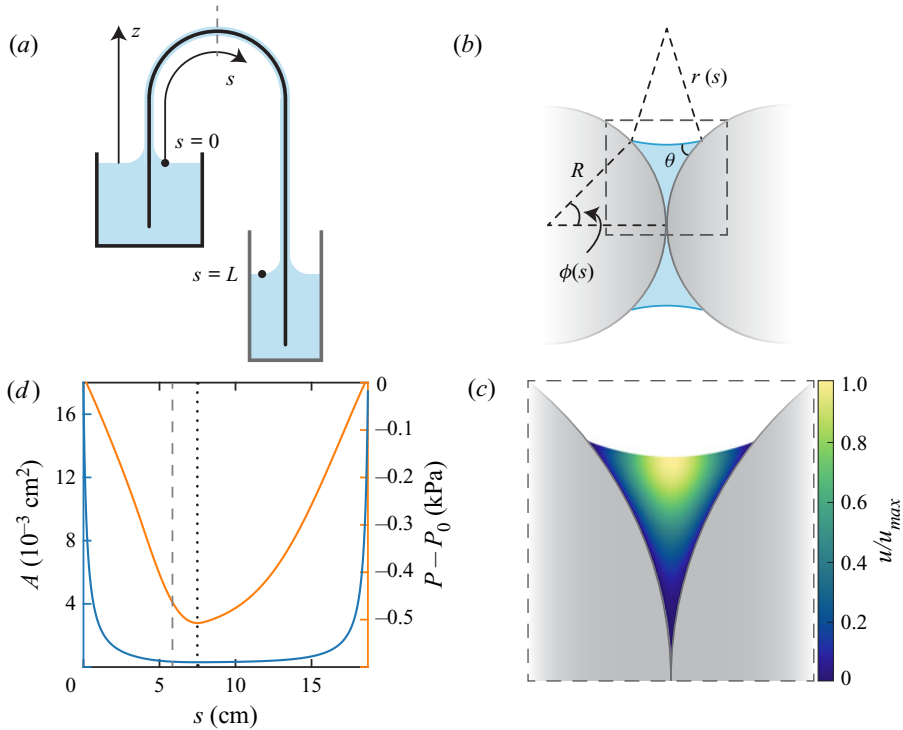 (a)
z
s
s = 0
s = L
(b)
r (s)
R
θ
ϕ(s)
(d)
A (10⁻³ cm²)
16
12
8
4
0
5
10
15
s (cm)
0
–0.1
–0.2
–0.3
–0.4
–0.5
P – P₀ (kPa)
(c)
1.0
0.8
0.6
0.4
0.2
0
u/u_max